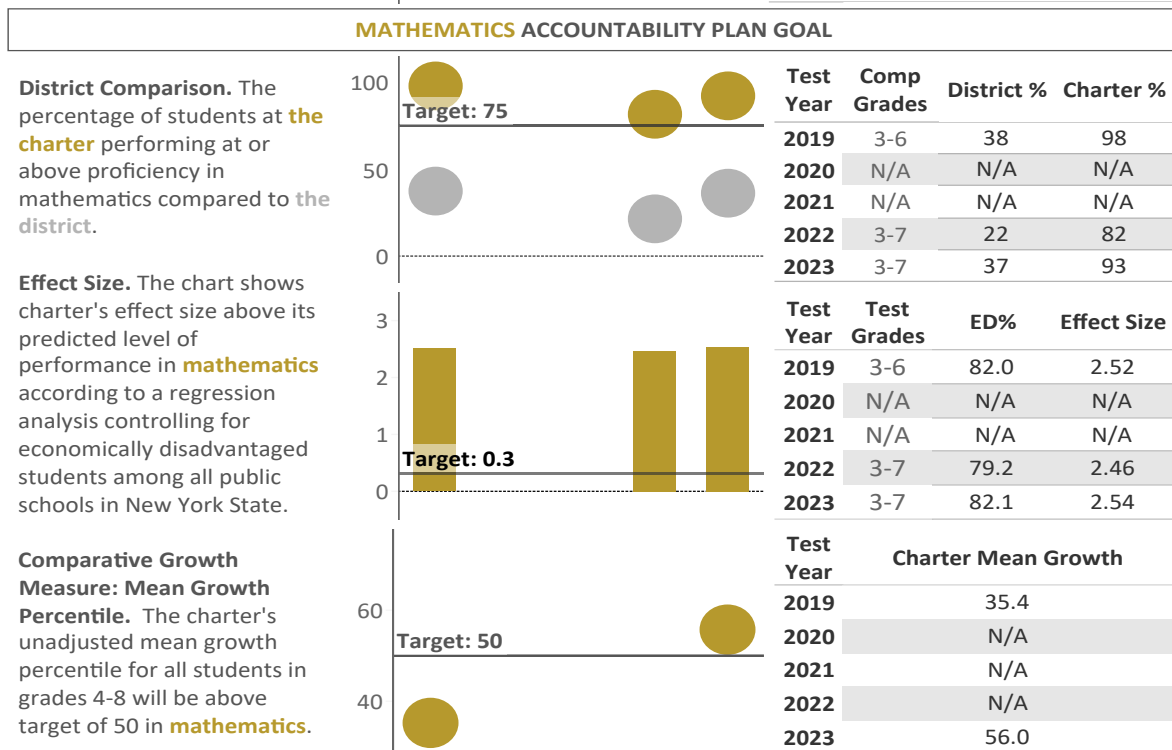 MATHEMATICS ACCOUNTABILITY PLAN GOAL
District Comparison. The
percentage of students at the
charter performing at or
above proficiency in
mathematics compared to the
district.
100
Target: 75
50
0
Test Year Comp Grades District % Charter %
2019 3-6 38 98
2020 N/A N/A N/A
2021 N/A N/A N/A
2022 3-7 22 82
2023 3-7 37 93
Effect Size. The chart shows
charter's effect size above its
predicted level of
performance in mathematics
according to a regression
analysis controlling for
economically disadvantaged
students among all public
schools in New York State.
3
2
1
Target: 0.3
0
Test Year Test Grades ED% Effect Size
2019 3-6 82.0 2.52
2020 N/A N/A N/A
2021 N/A N/A N/A
2022 3-7 79.2 2.46
2023 3-7 82.1 2.54
Comparative Growth
Measure: Mean Growth
Percentile. The charter's
unadjusted mean growth
percentile for all students in
grades 4-8 will be above
target of 50 in mathematics.
60
Target: 50
40
Test Year Charter Mean Growth
2019 35.4
2020 N/A
2021 N/A
2022 N/A
2023 56.0